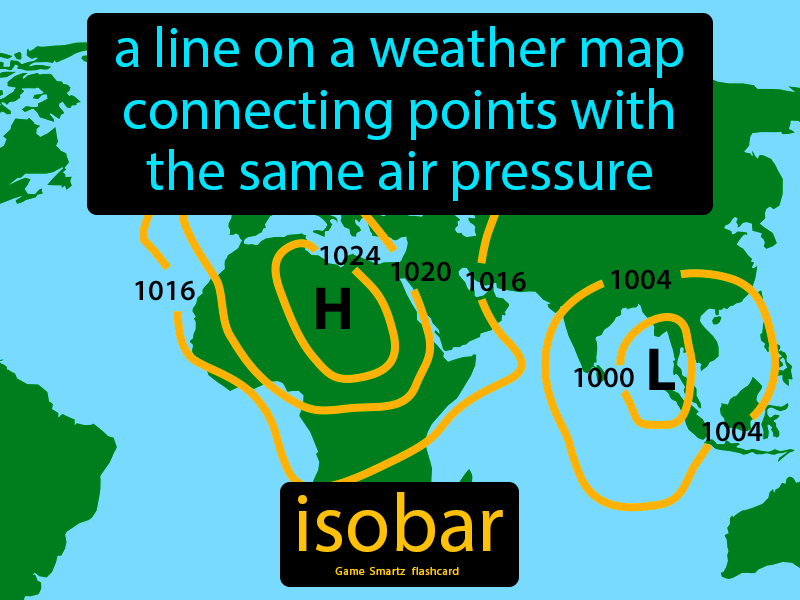 a line on a weather map
connecting points with
the same air pressure
1024
1020
1016
1016
1004
H
L
1000
1004
isobar
Game Smartz flashcard